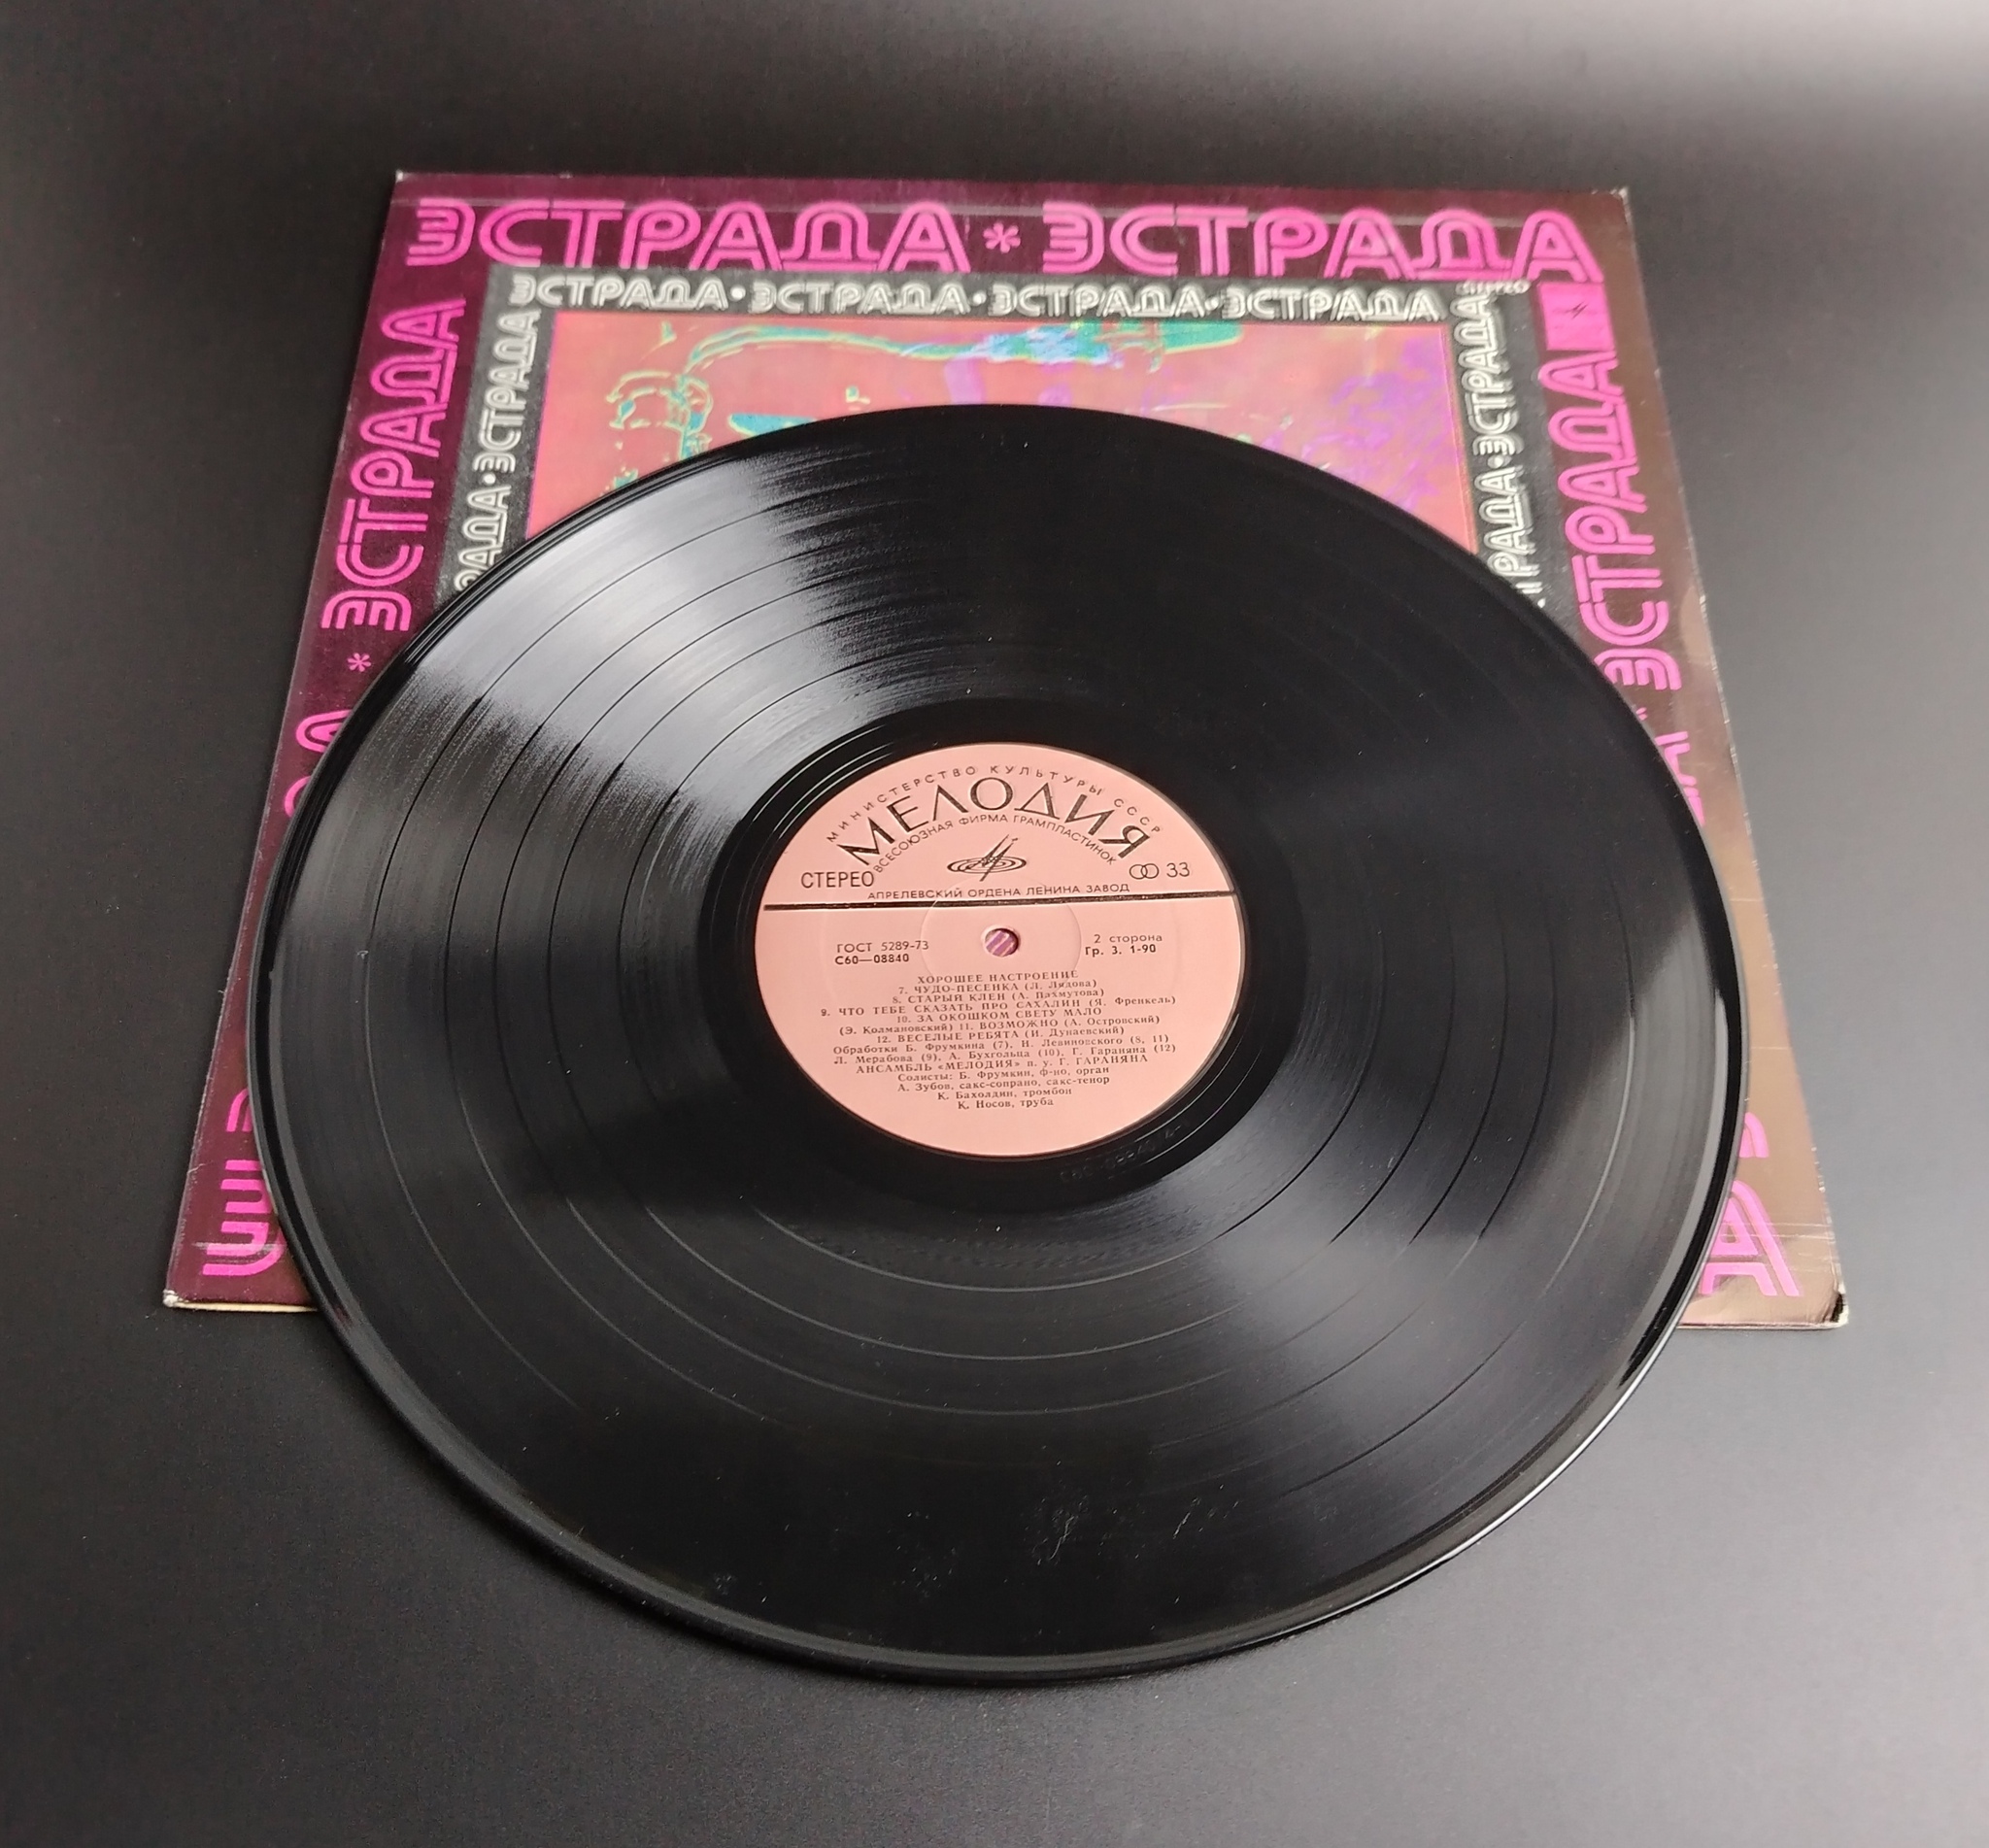 ЭСТРАДА * ЭСТРАДА
ЭСТРАДА • ЭСТРАДА • ЭСТРАДА • ЭСТРАДА
ЭСТРАДА
ЭСТРАДА
ЭСТРАДА
ЭСТРАДА
МИНИСТЕРСТВО КУЛЬТУРЫ СССР
МЕЛОДИЯ
ВСЕСОЮЗНАЯ ФИРМА ГРАМПЛАСТИНОК
СТЕРЕО 33
АПРЕЛЕВСКИЙ ОРДЕНА ЛЕНИНА ЗАВОД
ГОСТ 5289-73 2 сторона
С60—08840 Гр. 3. 1-90
ХОРОШЕЕ НАСТРОЕНИЕ
7. ЧУДО-ПЕСЕНКА (Л. Лядова)
8. СТАРЫЙ КЛЕН (А. Пахмутова)
9. ЧТО ТЕБЕ СКАЗАТЬ ПРО САХАЛИН (Я. Френкель)
10. ЗА ОКОШКОМ СВЕТУ МАЛО
(Э. Колмановский) 11. ВОЗМОЖНО (А. Островский)
12. ВЕСЕЛЫЕ РЕБЯТА (И. Дунаевский)
Обработки Б. Фрумкина (7), Н. Левиновского (8, 11)
Л. Мерабова (9), А. Бухгольца (10), Г. Гараняна (12)
АНСАМБЛЬ «МЕЛОДИЯ» п. у. Г. ГАРАНЯНА
Солисты: Б. Фрумкин, ф-но, орган
А. Зубов, сакс-сопрано, сакс-тенор
К. Бахолдин, тромбон
К. Носов, труба